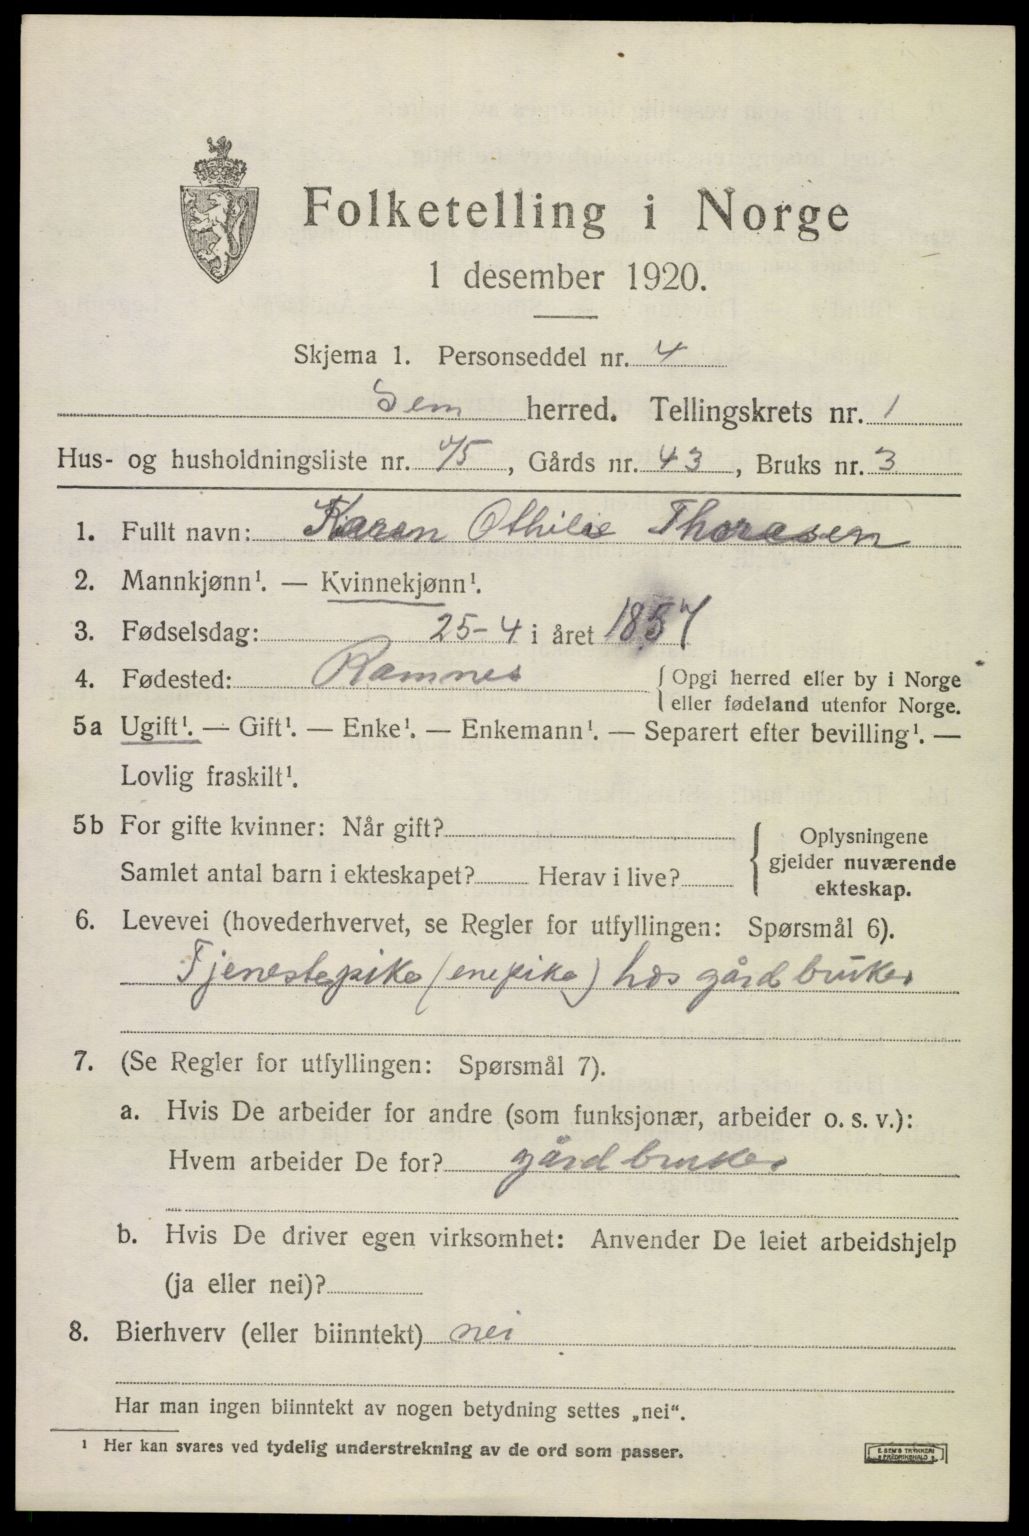 Folketelling i Norge
1 desember 1920.
Skjema 1. Personseddel nr. 4
Sem herred. Tellingskrets nr. 1
Hus- og husholdningsliste nr. 75, Gårds nr. 43, Bruks nr. 3
1. Fullt navn: Karen Othilie Thoresen
2. Mannkjønn¹. — Kvinnekjønn¹.
3. Fødselsdag: 25-4 i året 1857
4. Fødested: Ramnes { Opgi herred eller by i Norge
eller fødeland utenfor Norge.
5a Ugift¹. — Gift¹. — Enke¹. — Enkemann¹. — Separert efter bevilling¹. —
Lovlig fraskilt¹.
5b For gifte kvinner: Når gift?
Samlet antal barn i ekteskapet? Herav i live?
{ Oplysningene
gjelder nuværende
ekteskap.
6. Levevei (hovederhvervet, se Regler for utfyllingen: Spørsmål 6).
Tjenestepike (enepike) hos gårdbruker
7. (Se Regler for utfyllingen: Spørsmål 7).
a. Hvis De arbeider for andre (som funksjonær, arbeider o. s. v.):
Hvem arbeider De for? gårdbruker
b. Hvis De driver egen virksomhet: Anvender De leiet arbeidshjelp
(ja eller nei)?
8. Bierhverv (eller biinntekt) nei
Har man ingen biinntekt av nogen betydning settes „nei“.
¹ Her kan svares ved tydelig understrekning av de ord som passer.
E. SEM'S TRYKKERI
FREDRIKSHALD